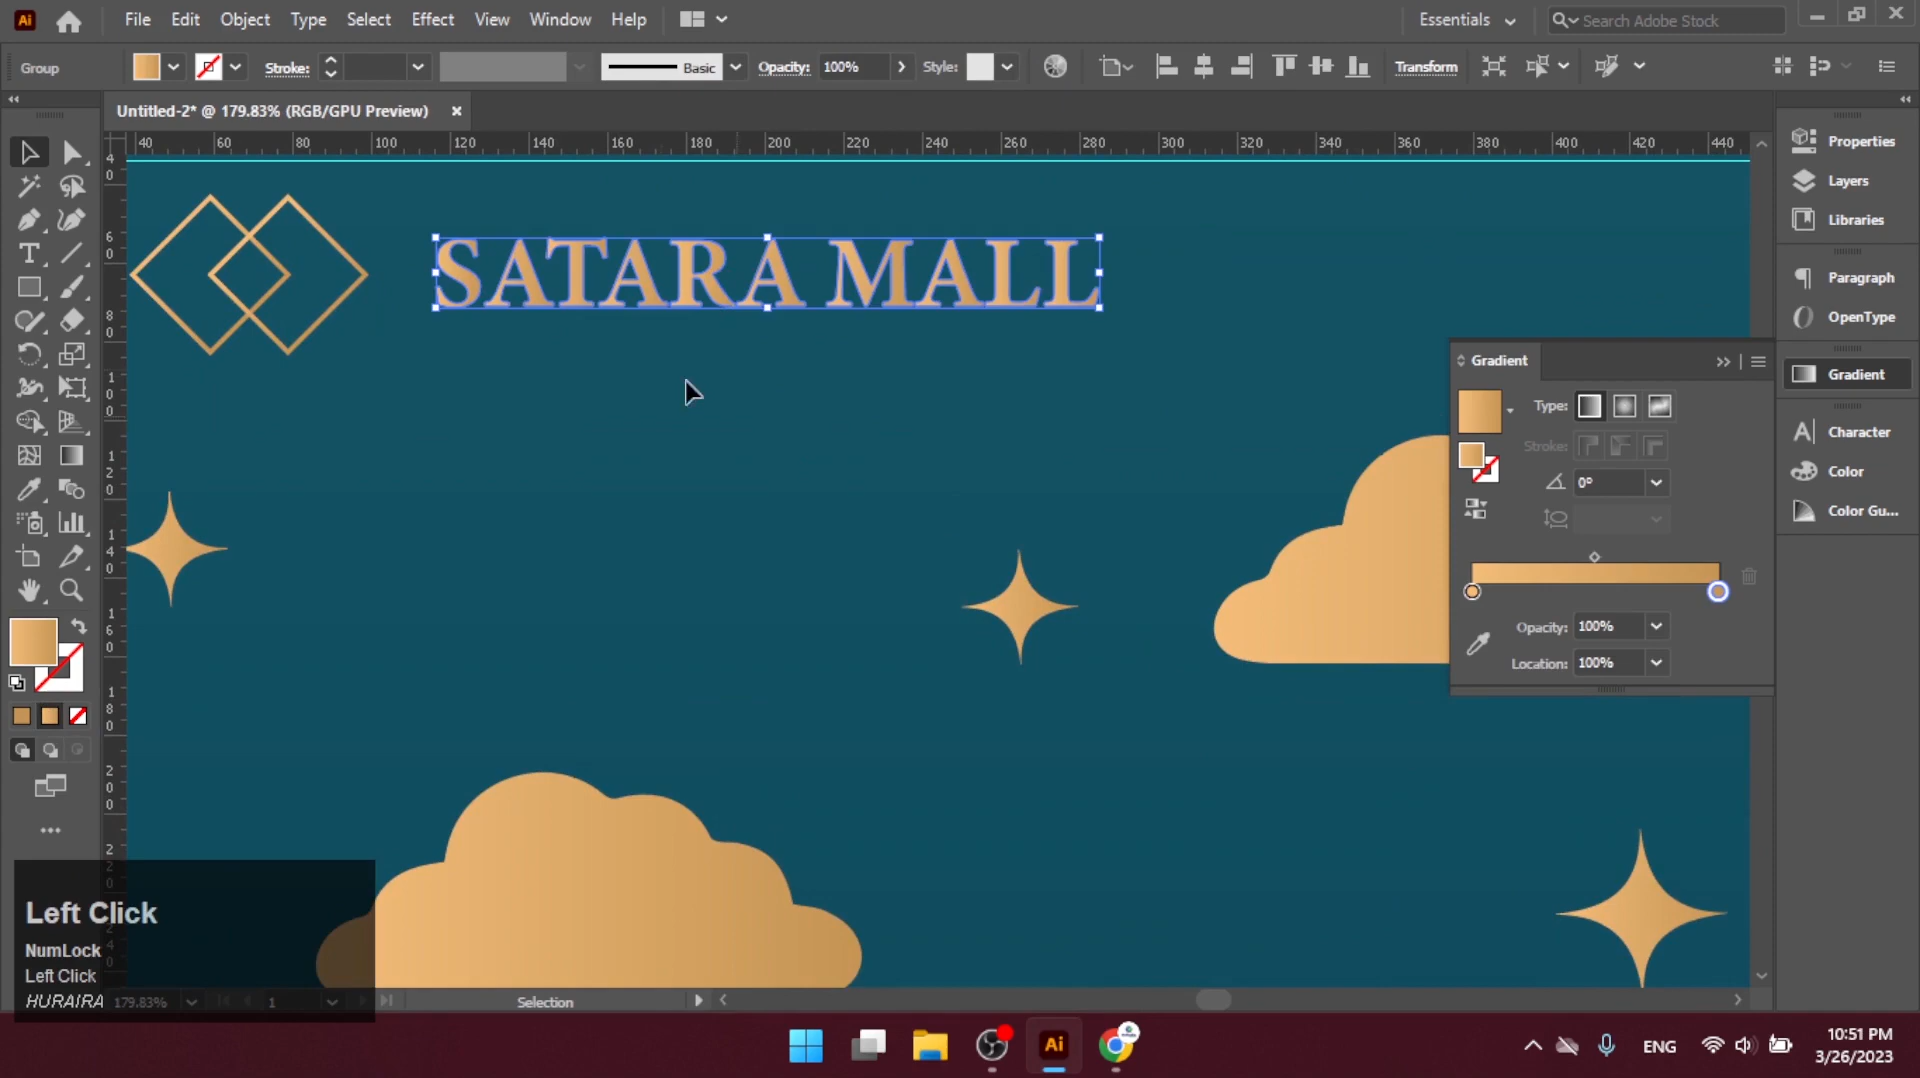 Ai File Edit Object Type Select Effect View Window Help Essentials Search Adobe Stock
Group Stroke: Basic Opacity: 100% Style: Transform
Untitled-2* @ 179.83% (RGB/GPU Preview)
40 60 80 100 120 140 160 180 200 220 240 260 280 300 320 340 360 380 400 420 440
Properties
Layers
Libraries
Paragraph
OpenType
Gradient
Character
Color
Color Gu...
SATARA MALL
Gradient
Type:
Stroke:
0°
Opacity: 100%
Location: 100%
Left Click
NumLock
Left Click
HURAIRA 179.83% 1 Selection
Ai ENG 10:51 PM
3/26/2023